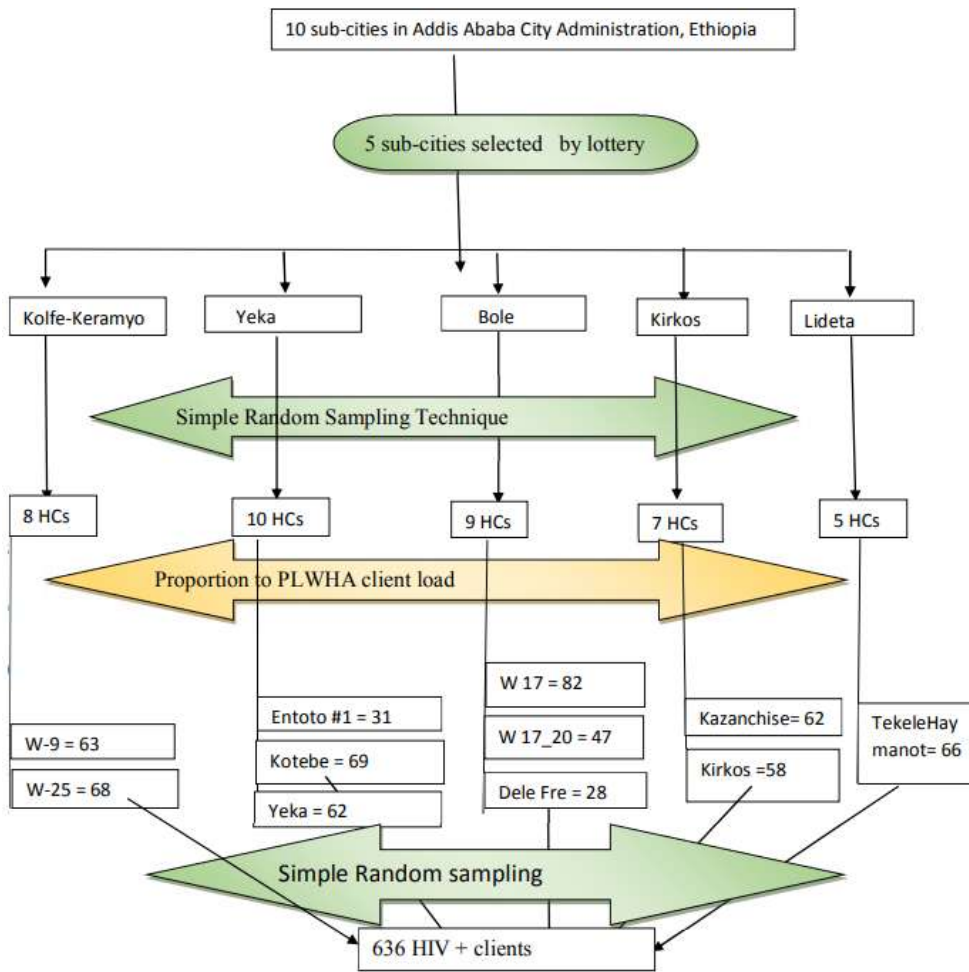 10 sub-cities in Addis Ababa City Administration, Ethiopia
5 sub-cities selected by lottery
Kolfe-Keramyo
Yeka
Bole
Kirkos
Lideta
Simple Random Sampling Technique
8 HCs
10 HCs
9 HCs
7 HCs
5 HCs
Proportion to PLWHA client load
W-9 = 63
W-25 = 68
Entoto #1 = 31
Kotebe = 69
Yeka = 62
W 17 = 82
W 17_20 = 47
Dele Fre = 28
Kazanchise= 62
Kirkos =58
TekeleHay
manot= 66
Simple Random sampling
636 HIV + clients